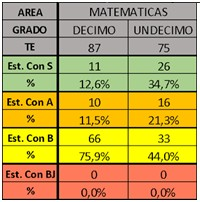 AREA MATEMATICAS
GRADO DECIMO UNDECIMO
TE 87 75
Est. Con S 11 26
% 12,6% 34,7%
Est. Con A 10 16
% 11,5% 21,3%
Est. Con B 66 33
% 75,9% 44,0%
Est. Con BJ 0 0
% 0,0% 0,0%